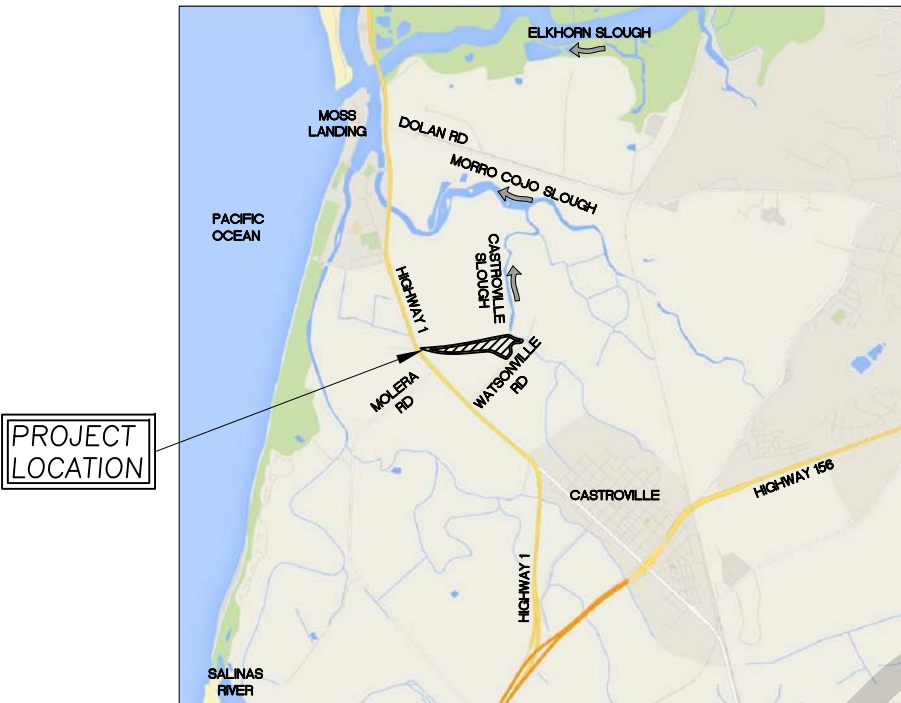 ELKHORN SLOUGH
MOSS
LANDING
DOLAN RD
MORRO COJO SLOUGH
PACIFIC
OCEAN
CASTROVILLE
SLOUGH
HIGHWAY 1
WATSONVILLE
RD
MOLERA
RD
PROJECT
LOCATION
CASTROVILLE
HIGHWAY 156
HIGHWAY 1
SALINAS
RIVER